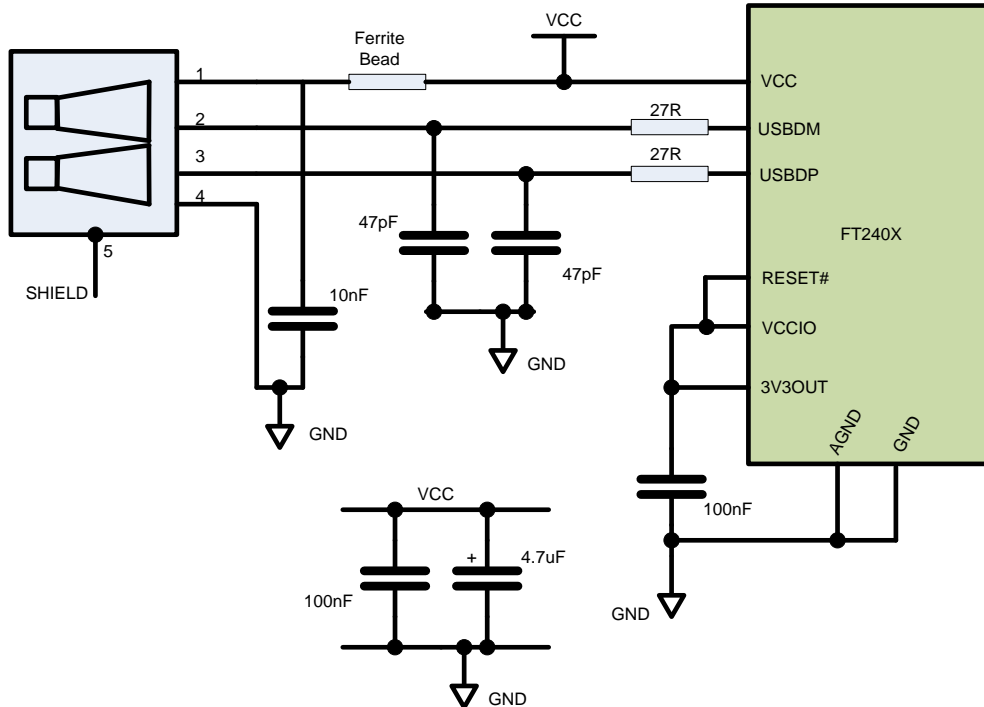 VCC
Ferrite
Bead
1
VCC
27R
2
USBDM
27R
3
USBDP
4
47pF
FT240X
5
47pF
RESET#
SHIELD
10nF
VCCIO
GND
3V3OUT
GND
AGND
GND
VCC
100nF
+
4.7uF
100nF
GND
GND